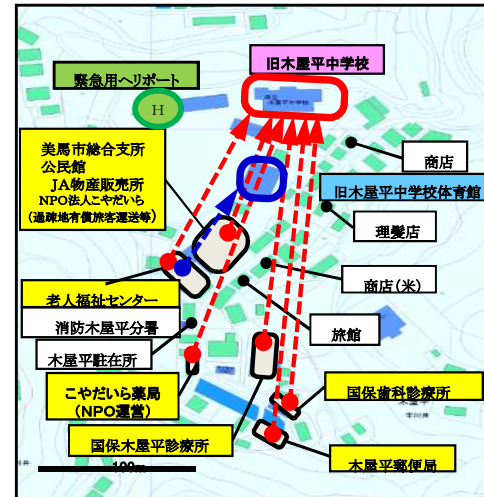 旧木屋平中学校
緊急用ヘリポート
H
木屋平中学校
美馬市総合支所
公民館
JA物産販売所
NPO法人こやだいら
(過疎地有償旅客運送等)
商店
旧木屋平中学校体育館
理髪店
商店(米)
老人福祉センター
消防木屋平分署
旅館
木屋平駐在所
こやだいら薬局
(NPO運営)
国保歯科診療所
国保木屋平診療所
木屋平郵便局
100m